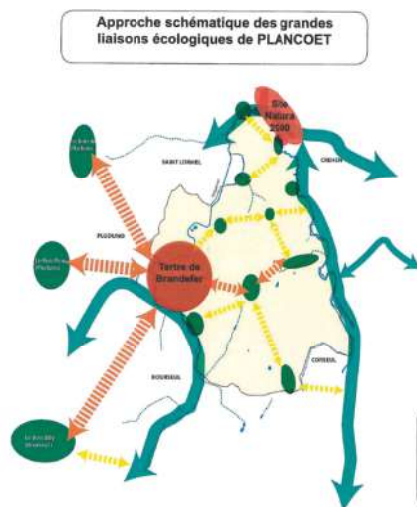 Approche schématique des grandes
liaisons écologiques de PLANCOET
Site
Natura
2000
SAINT LORMEL
CREHEN
PLUDUNO
Tertre de
Brandefer
BOURSEUL
CORSEUL